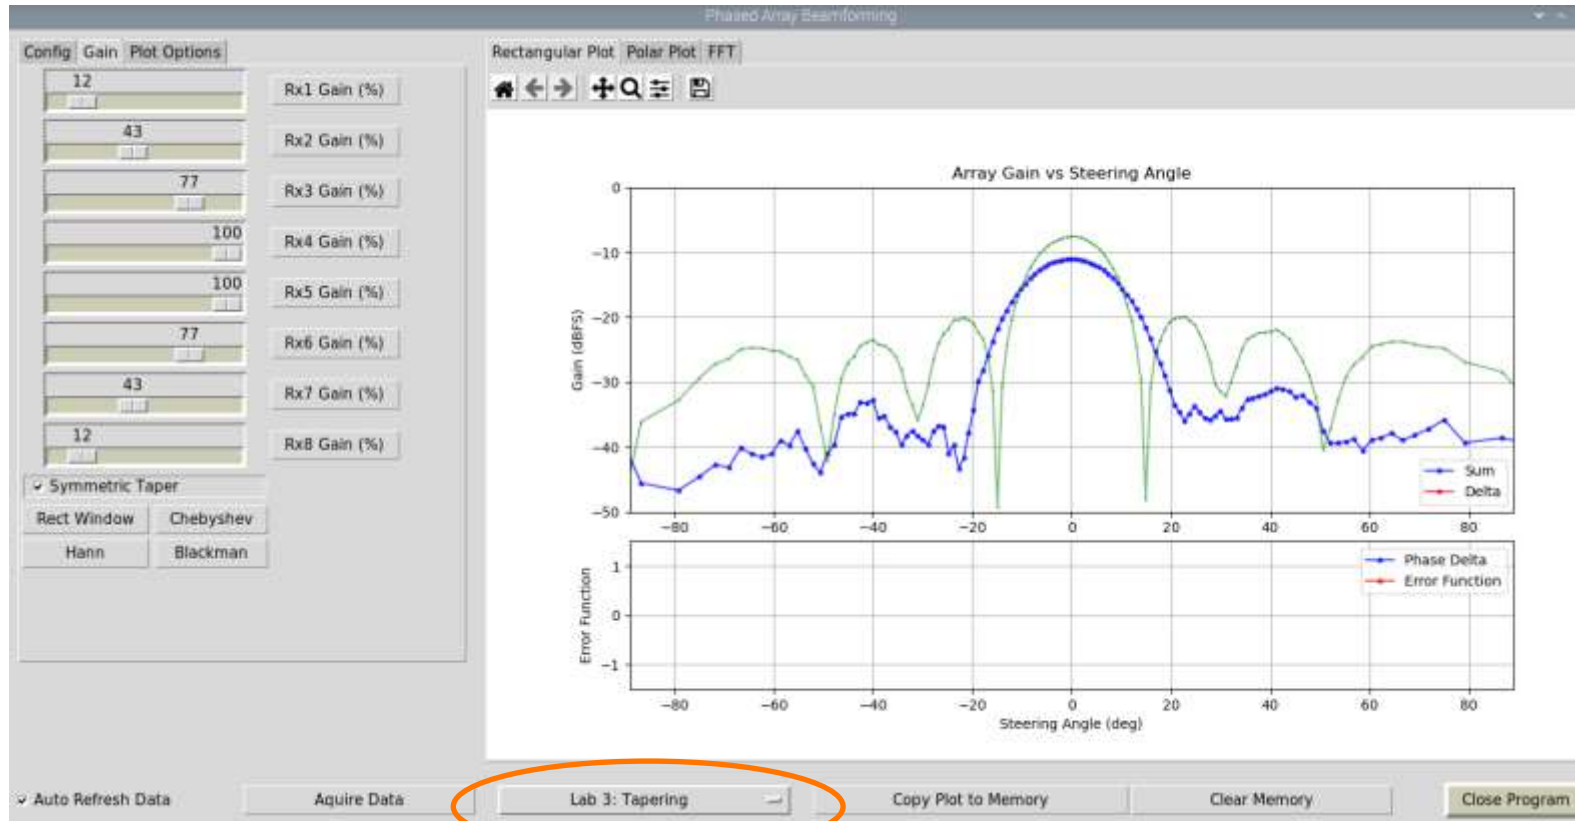 Phased Array Beamforming
Config Gain Plot Options
12
Rx1 Gain (%)
43
Rx2 Gain (%)
77
Rx3 Gain (%)
100
Rx4 Gain (%)
100
Rx5 Gain (%)
77
Rx6 Gain (%)
43
Rx7 Gain (%)
12
Rx8 Gain (%)
Symmetric Taper
Rect Window Chebyshev
Hann Blackman
Rectangular Plot Polar Plot FFT
Array Gain vs Steering Angle
Gain (dBFS)
0
−10
−20
−30
−40
−50
Sum
Delta
−80 −60 −40 −20 0 20 40 60 80
Error Function
1
0
−1
Phase Delta
Error Function
−80 −60 −40 −20 0 20 40 60 80
Steering Angle (deg)
Auto Refresh Data Aquire Data Lab 3: Tapering Copy Plot to Memory Clear Memory Close Program